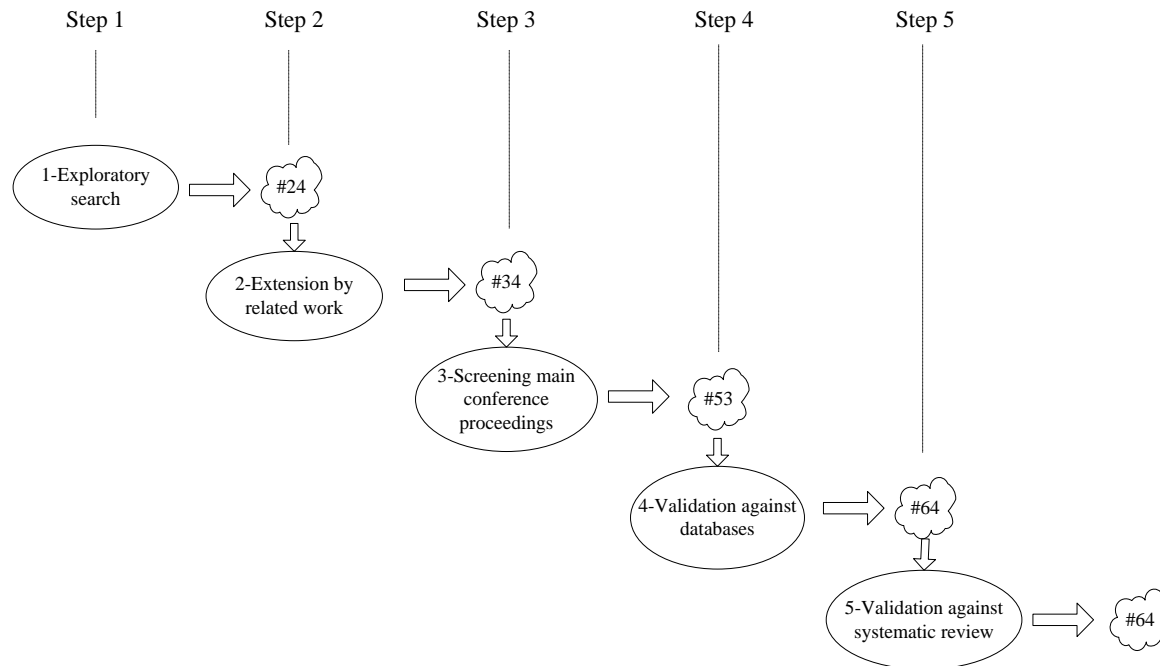 Step 1
Step 2
Step 3
Step 4
Step 5
1-Exploratory
search
#24
2-Extension by
related work
#34
3-Screening main
conference
proceedings
#53
4-Validation against
databases
#64
5-Validation against
systematic review
#64